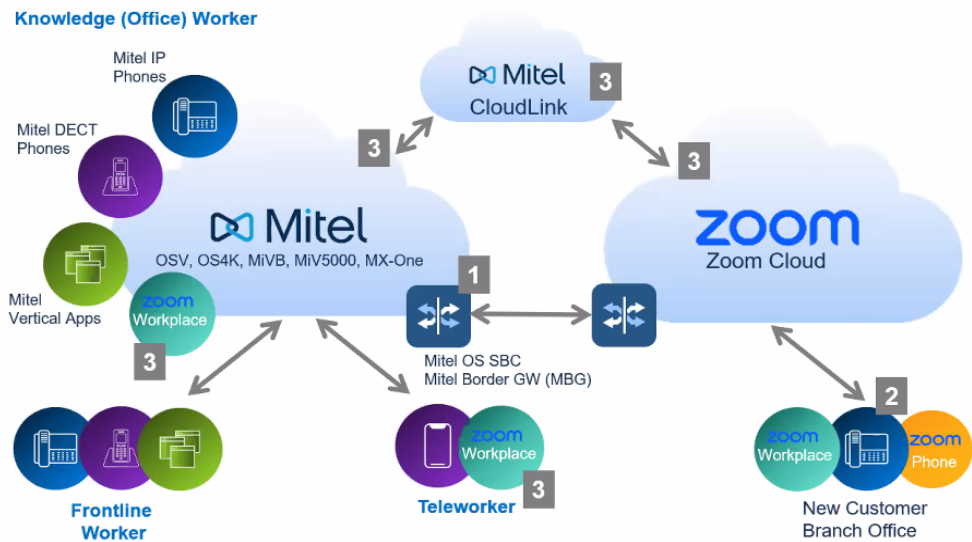 Knowledge (Office) Worker
Mitel IP
Phones
Mitel DECT
Phones
Mitel
Vertical Apps
zoom
Workplace
3
Mitel
CloudLink
3
3
3
Mitel
OSV, OS4K, MiVB, MiV5000, MX-One
zoom
Zoom Cloud
1
Mitel OS SBC
Mitel Border GW (MBG)
Frontline
Worker
zoom
Workplace
3
Teleworker
2
zoom
Workplace
zoom
Phone
New Customer
Branch Office